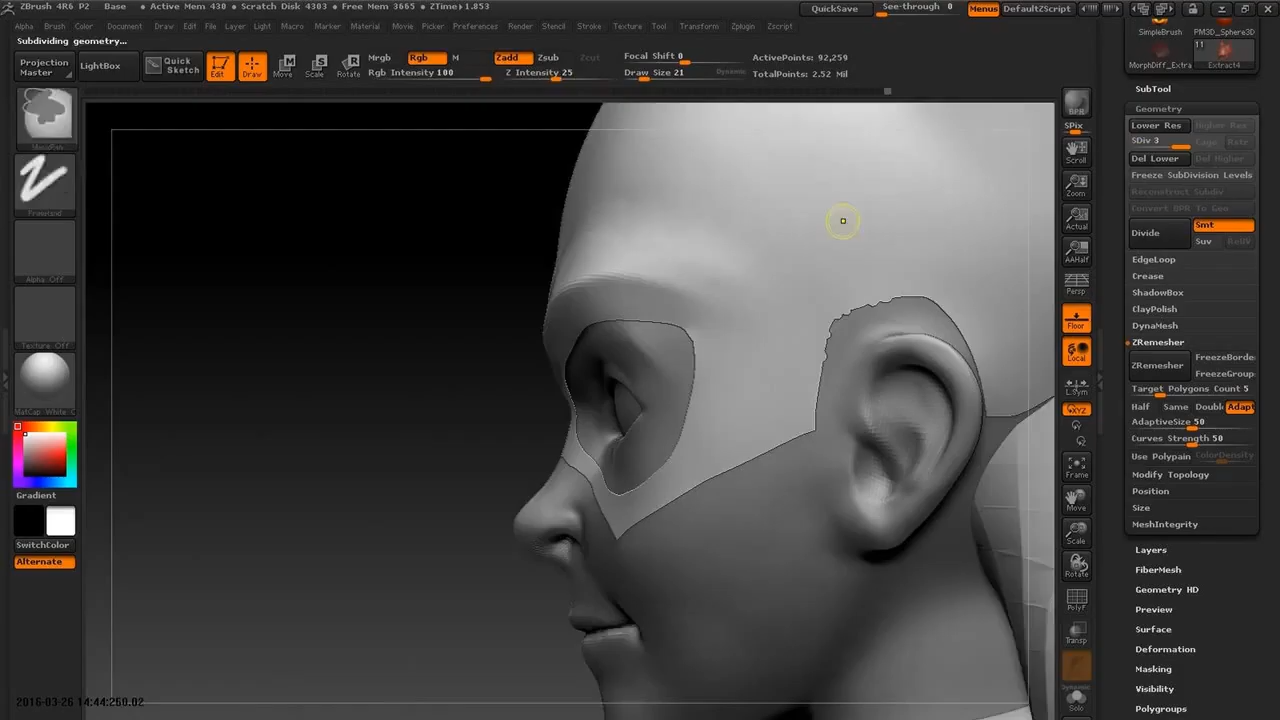 ZBrush 4R6 P2 Base • Active Mem 430 • Scratch Disk 4303 • Free Mem 3665 • ZTime▶1.853 QuickSave See-through 0 Menus DefaultZScript
Alpha Brush Color Document Draw Edit File Layer Light Macro Marker Material Movie Picker Preferences Render Stencil Stroke Texture Tool Transform Zplugin Zscript
Subdividing geometry...
Projection Master
LightBox
Quick Sketch
Edit
Draw
Move
Scale
Rotate
Mrgb Rgb M
Rgb Intensity 100
Zadd Zsub Zcut
Z Intensity 25
Focal Shift 0
Draw Size 21 Dynamic
ActivePoints: 92,259
TotalPoints: 2.52 Mil
Freehand
Alpha Off
Texture Off
MatCap White C
Gradient
SwitchColor
Alternate
BPR
SPix
Scroll
Zoom
Actual
AAHalf
Persp
Floor
Local
L.Sym
XYZ
Frame
Move
Scale
Rotate
PolyF
Transp
Dynamic
Solo
SimpleBrush PM3D_Sphere3D
11
MorphDiff_Extra Extract4
SubTool
Geometry
Lower Res Higher Res
SDiv 3 Cage Rstr
Del Lower Del Higher
Freeze SubDivision Levels
Reconstruct Subdiv
Convert BPR To Geo
Divide Smt
Suv ReUV
EdgeLoop
Crease
ShadowBox
ClayPolish
DynaMesh
ZRemesher
ZRemesher FreezeBorde
FreezeGroup
Target Polygons Count 5
Half Same Doubl Adapt
AdaptiveSize 50
Curves Strength 50
Use Polypain ColorDensity
Modify Topology
Position
Size
MeshIntegrity
Layers
FiberMesh
Geometry HD
Preview
Surface
Deformation
Masking
Visibility
Polygroups
2016-03-26 14:44:260.02